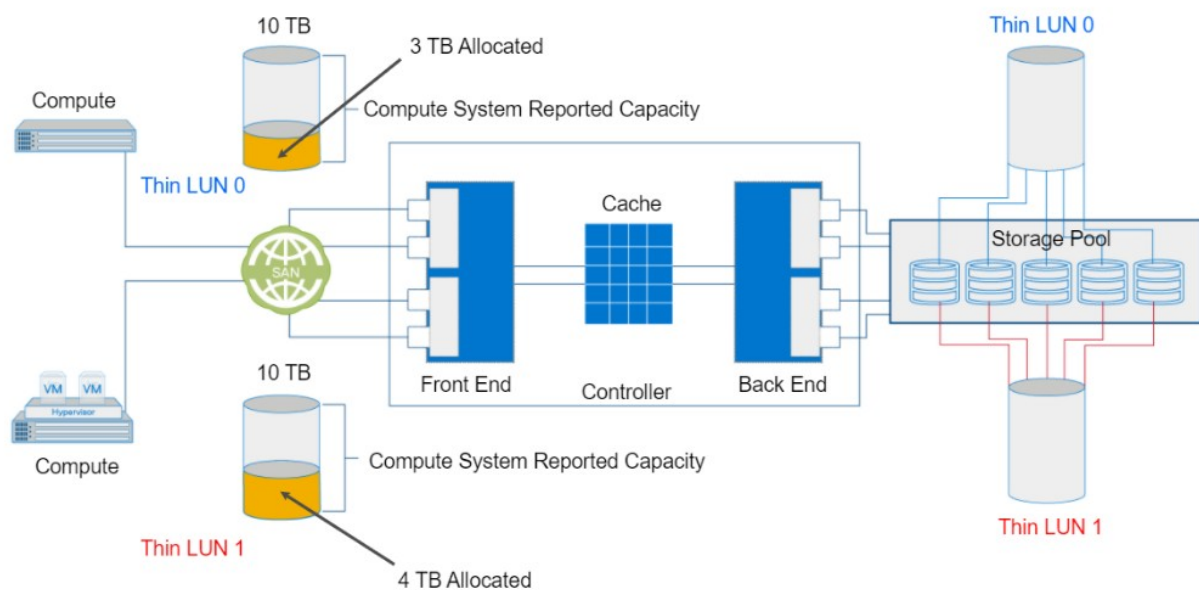 10 TB
3 TB Allocated
Thin LUN 0
Compute
Compute System Reported Capacity
Thin LUN 0
Cache
Storage Pool
SAN
10 TB
Front End
Controller
Back End
VM VM
Hypervisor
Compute
Compute System Reported Capacity
Thin LUN 1
Thin LUN 1
4 TB Allocated